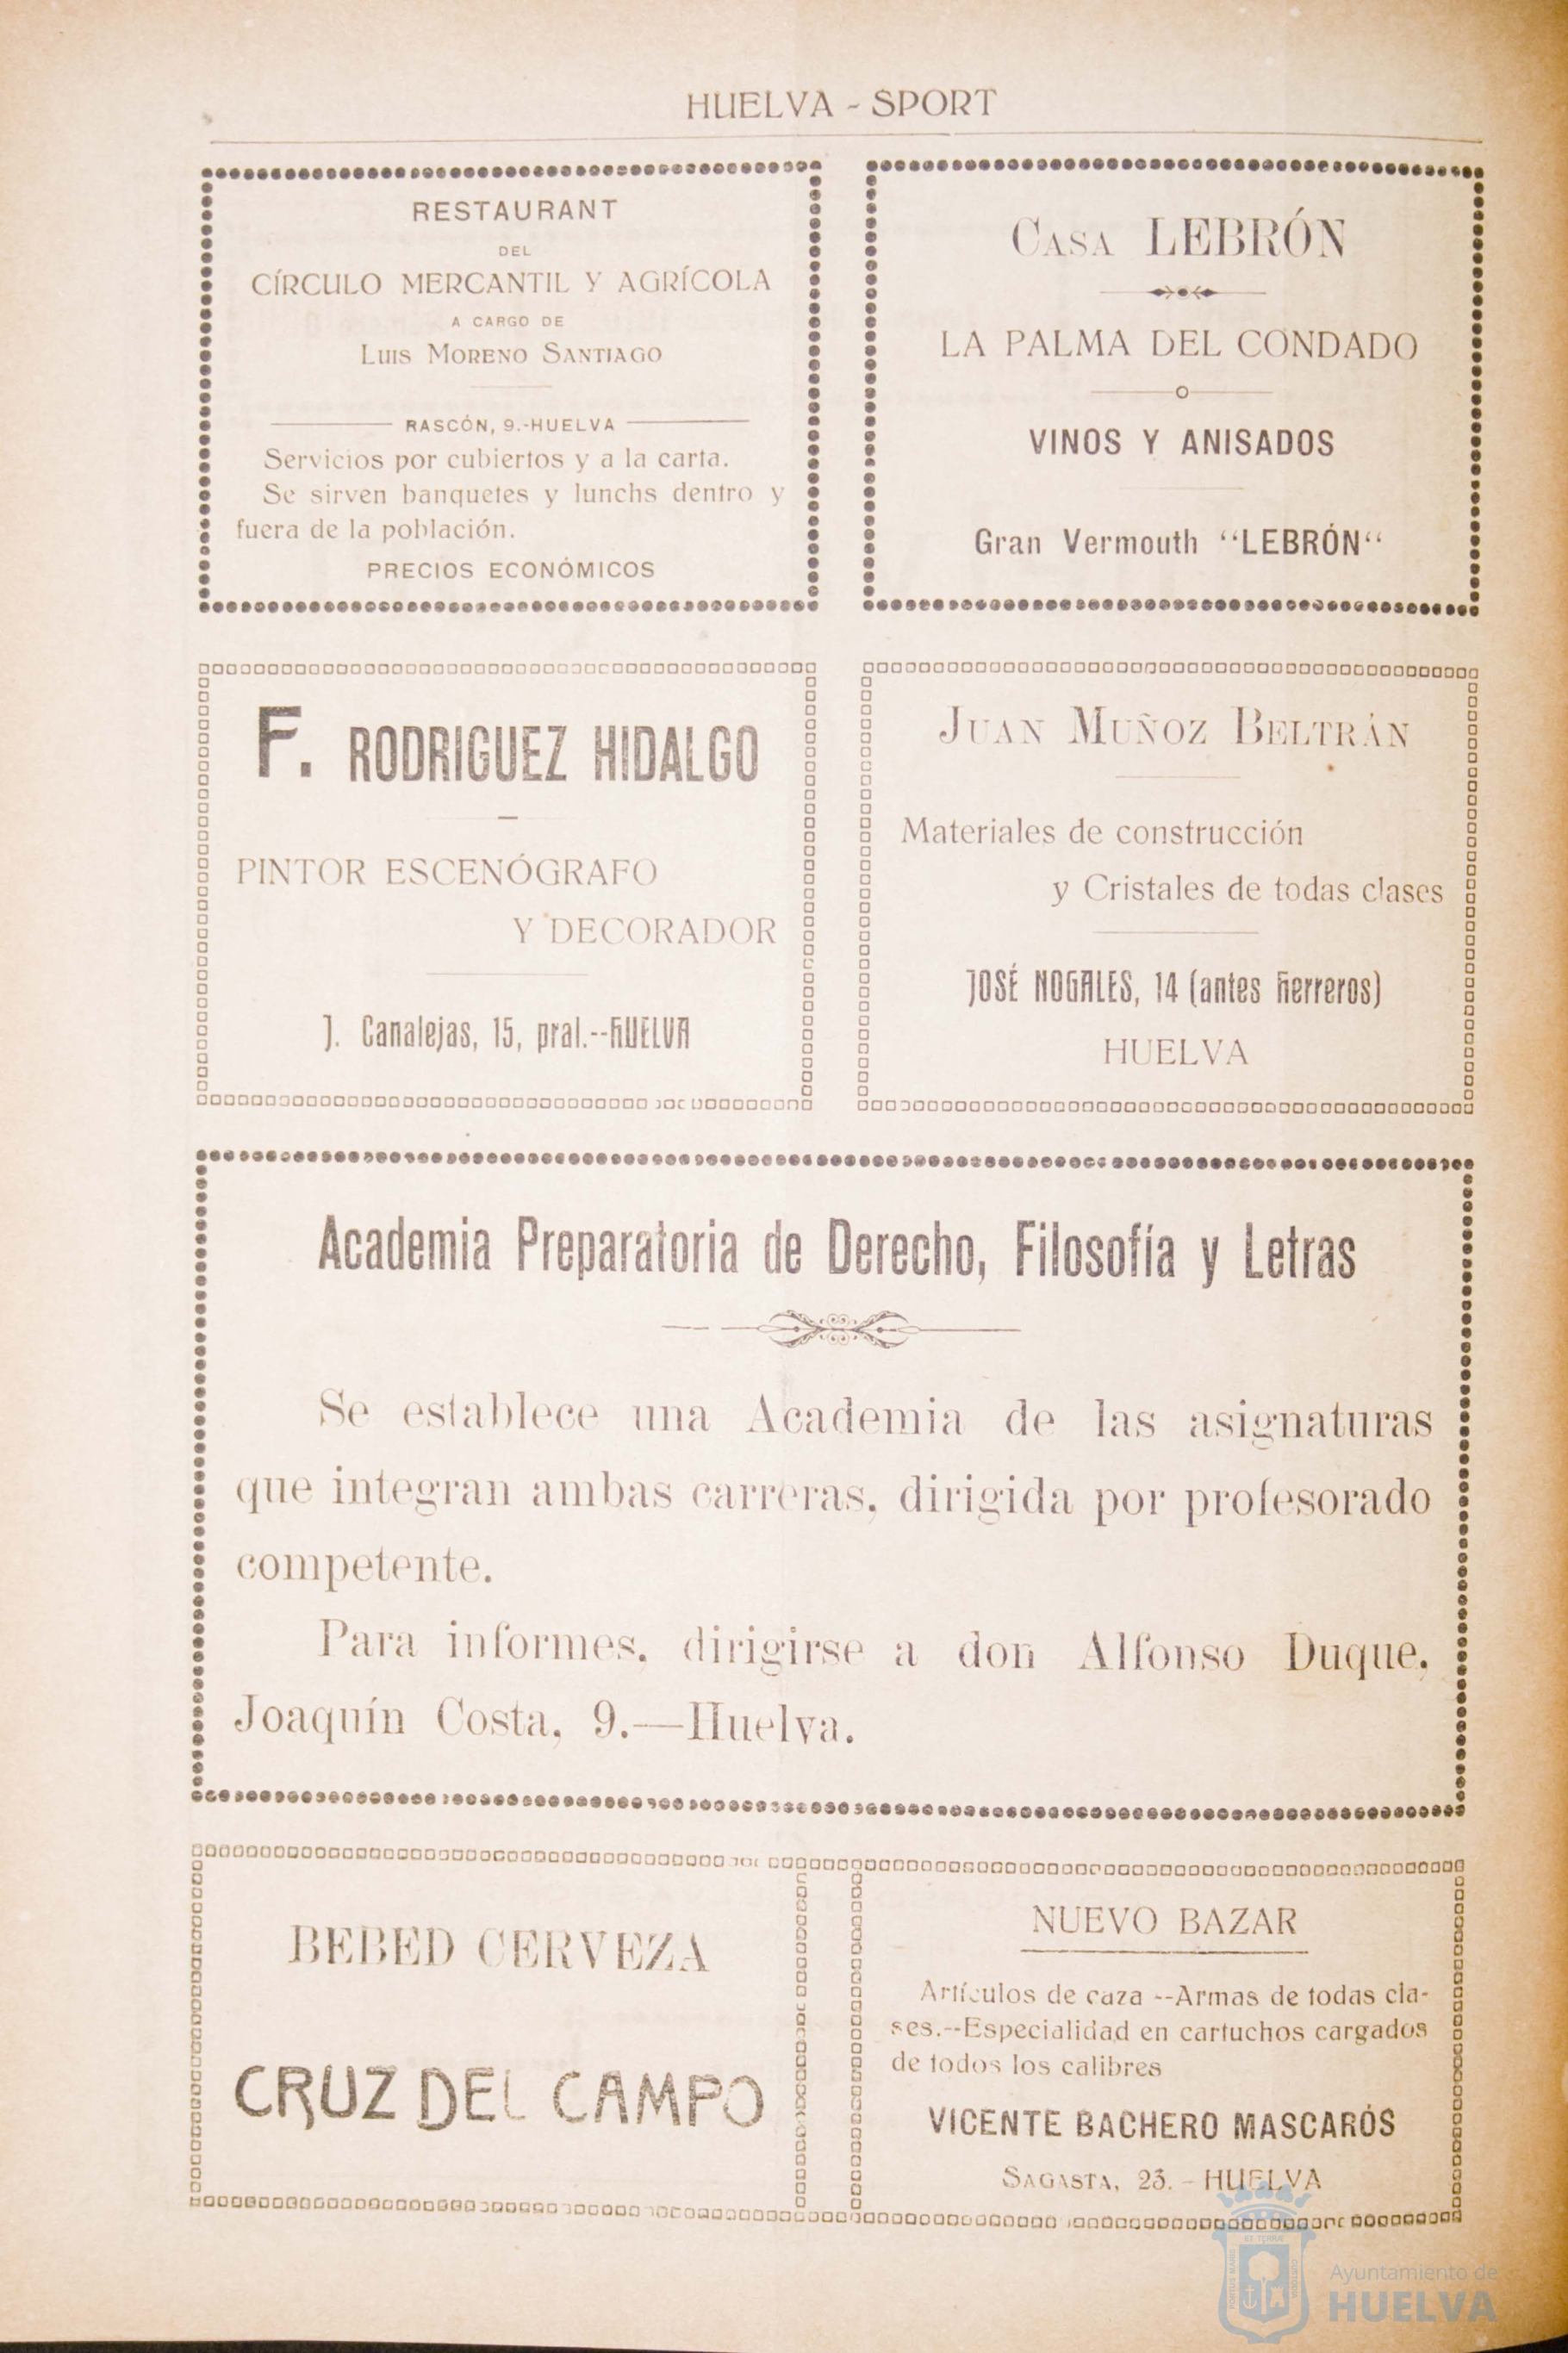 HUELVA - SPORT
RESTAURANT
DEL
CÍRCULO MERCANTIL Y AGRÍCOLA
A CARGO DE
LUIS MORENO SANTIAGO
RASCÓN, 9.-HUELVA
Servicios por cubiertos y a la carta.
Se sirven banquetes y lunchs dentro y
fuera de la población.
PRECIOS ECONÓMICOS
CASA LEBRÓN
LA PALMA DEL CONDADO
VINOS Y ANISADOS
Gran Vermouth “LEBRÓN“
F. RODRIGUEZ HIDALGO
PINTOR ESCENÓGRAFO
Y DECORADOR
J. Canalejas, 15, pral.--HUELVA
JUAN MUÑOZ BELTRÁN
Materiales de construcción
y Cristales de todas clases
JOSÉ NOGALES, 14 (antes Herreros)
HUELVA
Academia Preparatoria de Derecho, Filosofía y Letras
Se establece una Academia de las asignaturas
que integran ambas carreras, dirigida por profesorado
competente.
Para informes, dirigirse a don Alfonso Duque,
Joaquín Costa, 9.—Huelva.
BEBED CERVEZA
CRUZ DEL CAMPO
NUEVO BAZAR
Artículos de caza --Armas de todas cla-
ses.--Especialidad en cartuchos cargados
de todos los calibres
VICENTE BACHERO MASCARÓS
SAGASTA, 23. - HUELVA
Ayuntamiento de
HUELVA